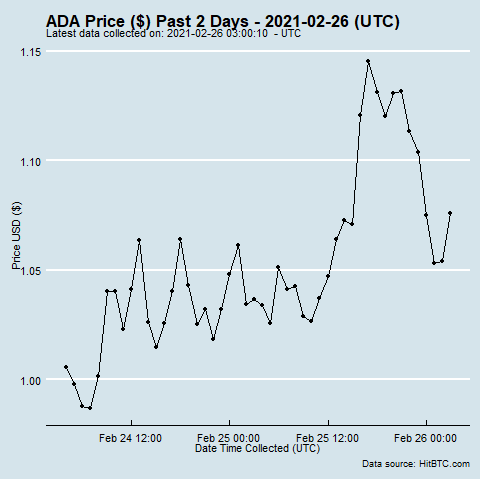 ADA Price ($) Past 2 Days - 2021-02-26 (UTC)
Latest data collected on: 2021-02-26 03:00:10  - UTC
1.15
1.10
1.05
1.00
Price USD ($)
Feb 24 12:00
Feb 25 00:00
Feb 25 12:00
Feb 26 00:00
Date Time Collected (UTC)
Data source: HitBTC.com